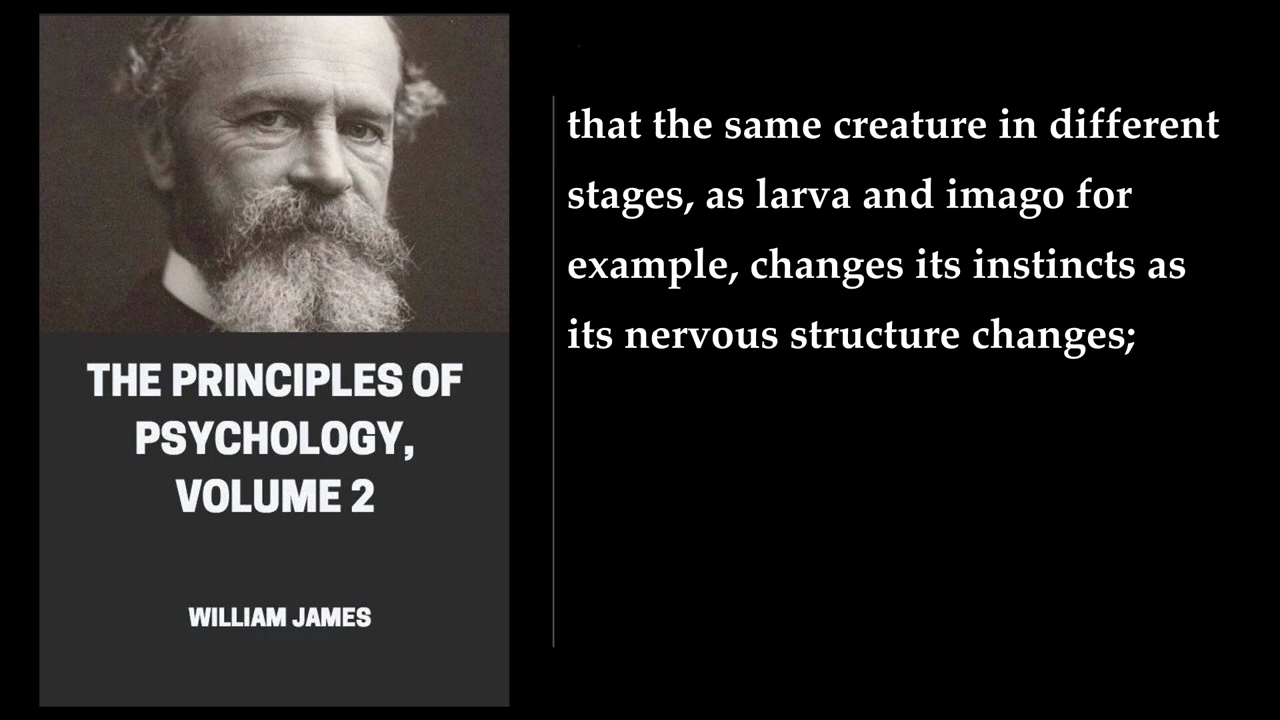 THE PRINCIPLES OF
PSYCHOLOGY,
VOLUME 2
WILLIAM JAMES
that the same creature in different
stages, as larva and imago for
example, changes its instincts as
its nervous structure changes;